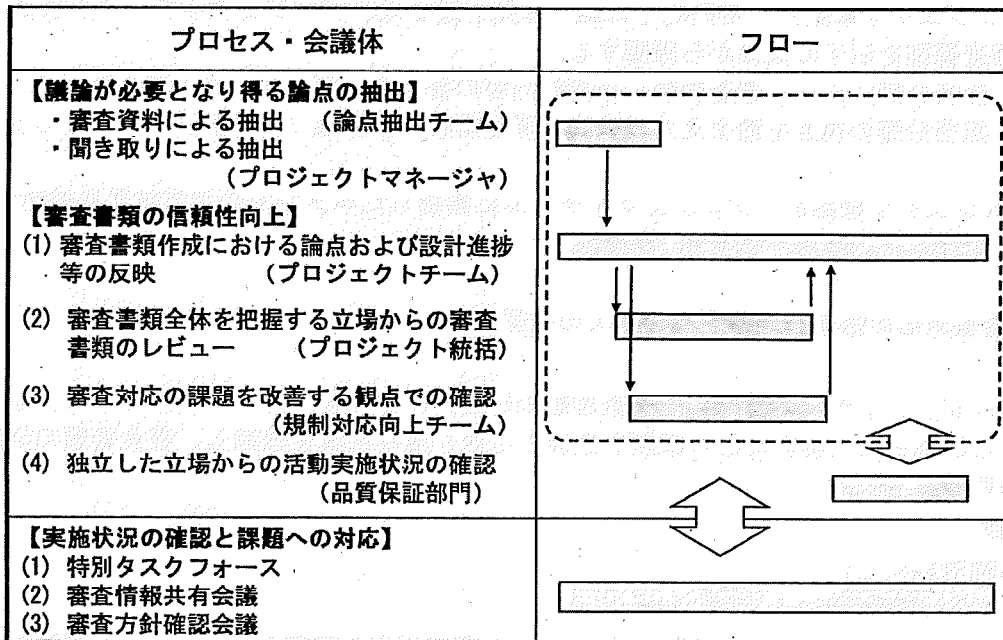 プロセス・会議体
フロー
【議論が必要となり得る論点の抽出】
・審査資料による抽出　（論点抽出チーム）
・聞き取りによる抽出
（プロジェクトマネージャ）
【審査書類の信頼性向上】
(1) 審査書類作成における論点および設計進捗
等の反映　　　（プロジェクトチーム）
(2) 審査書類全体を把握する立場からの審査
書類のレビュー　　（プロジェクト統括）
(3) 審査対応の課題を改善する観点での確認
（規制対応向上チーム）
(4) 独立した立場からの活動実施状況の確認
（品質保証部門）
【実施状況の確認と課題への対応】
(1) 特別タスクフォース
(2) 審査情報共有会議
(3) 審査方針確認会議